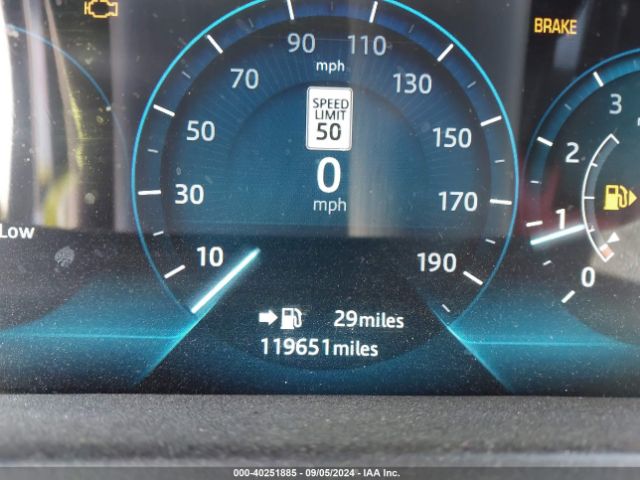 BRAKE
90
110
mph
70
130
SPEED
LIMIT
50
50
150
0
mph
30
170
10
190
3
2
1
0
Low
29miles
119651miles
000-40251885 - 09/05/2024 - IAA Inc.